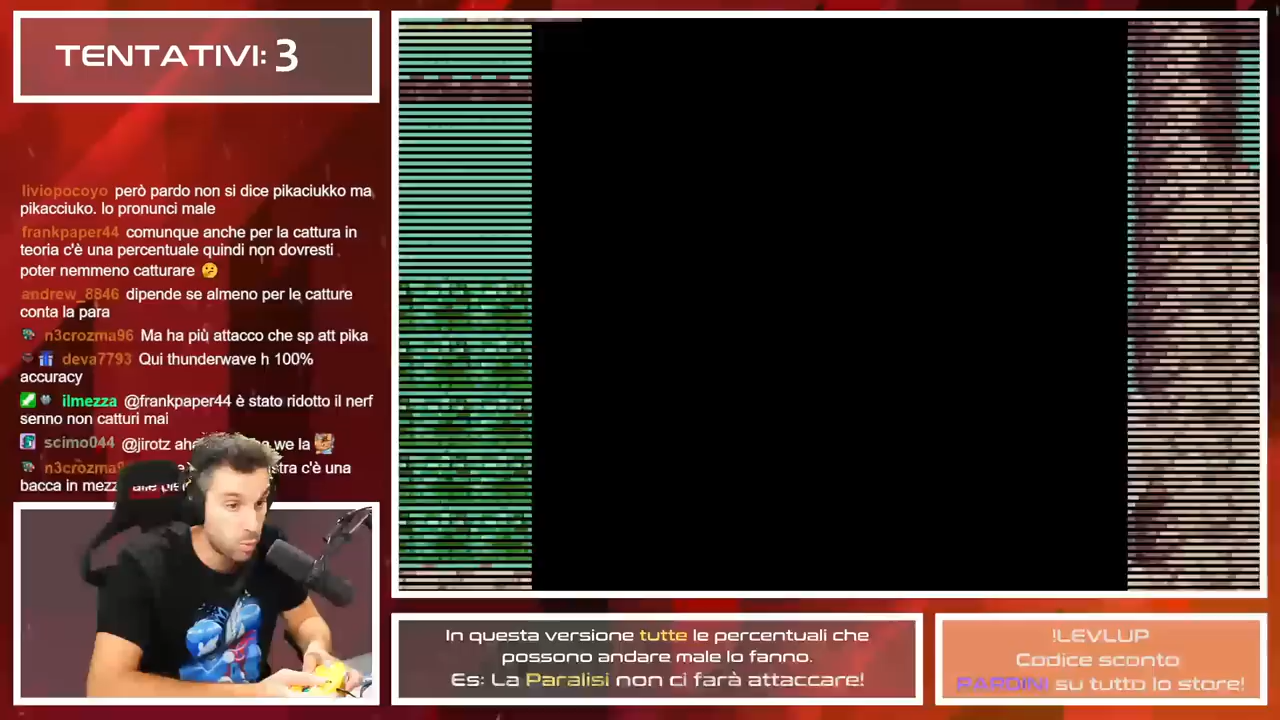 TENTATIVI: 3
liviopocoyo però pardo non si dice pikaciukko ma
pikacciuko. lo pronunci male
frankpaper44 comunque anche per la cattura in
teoria c'è una percentuale quindi non dovresti
poter nemmeno catturare
andrew_8846 dipende se almeno per le catture
conta la para
n3crozma96 Ma ha più attacco che sp att pika
deva7793 Qui thunderwave h 100%
accuracy
ilmezza @frankpaper44 è stato ridotto il nerf
senno non catturi mai
scimo044 @jirotz we la
c'è una
bacca in
In questa versione tutte le percentuali che
possono andare male lo fanno.
Es: La Paralisi non ci farà attaccare!
!LEVLUP
Codice sconto
PARDINI su tutto lo store!